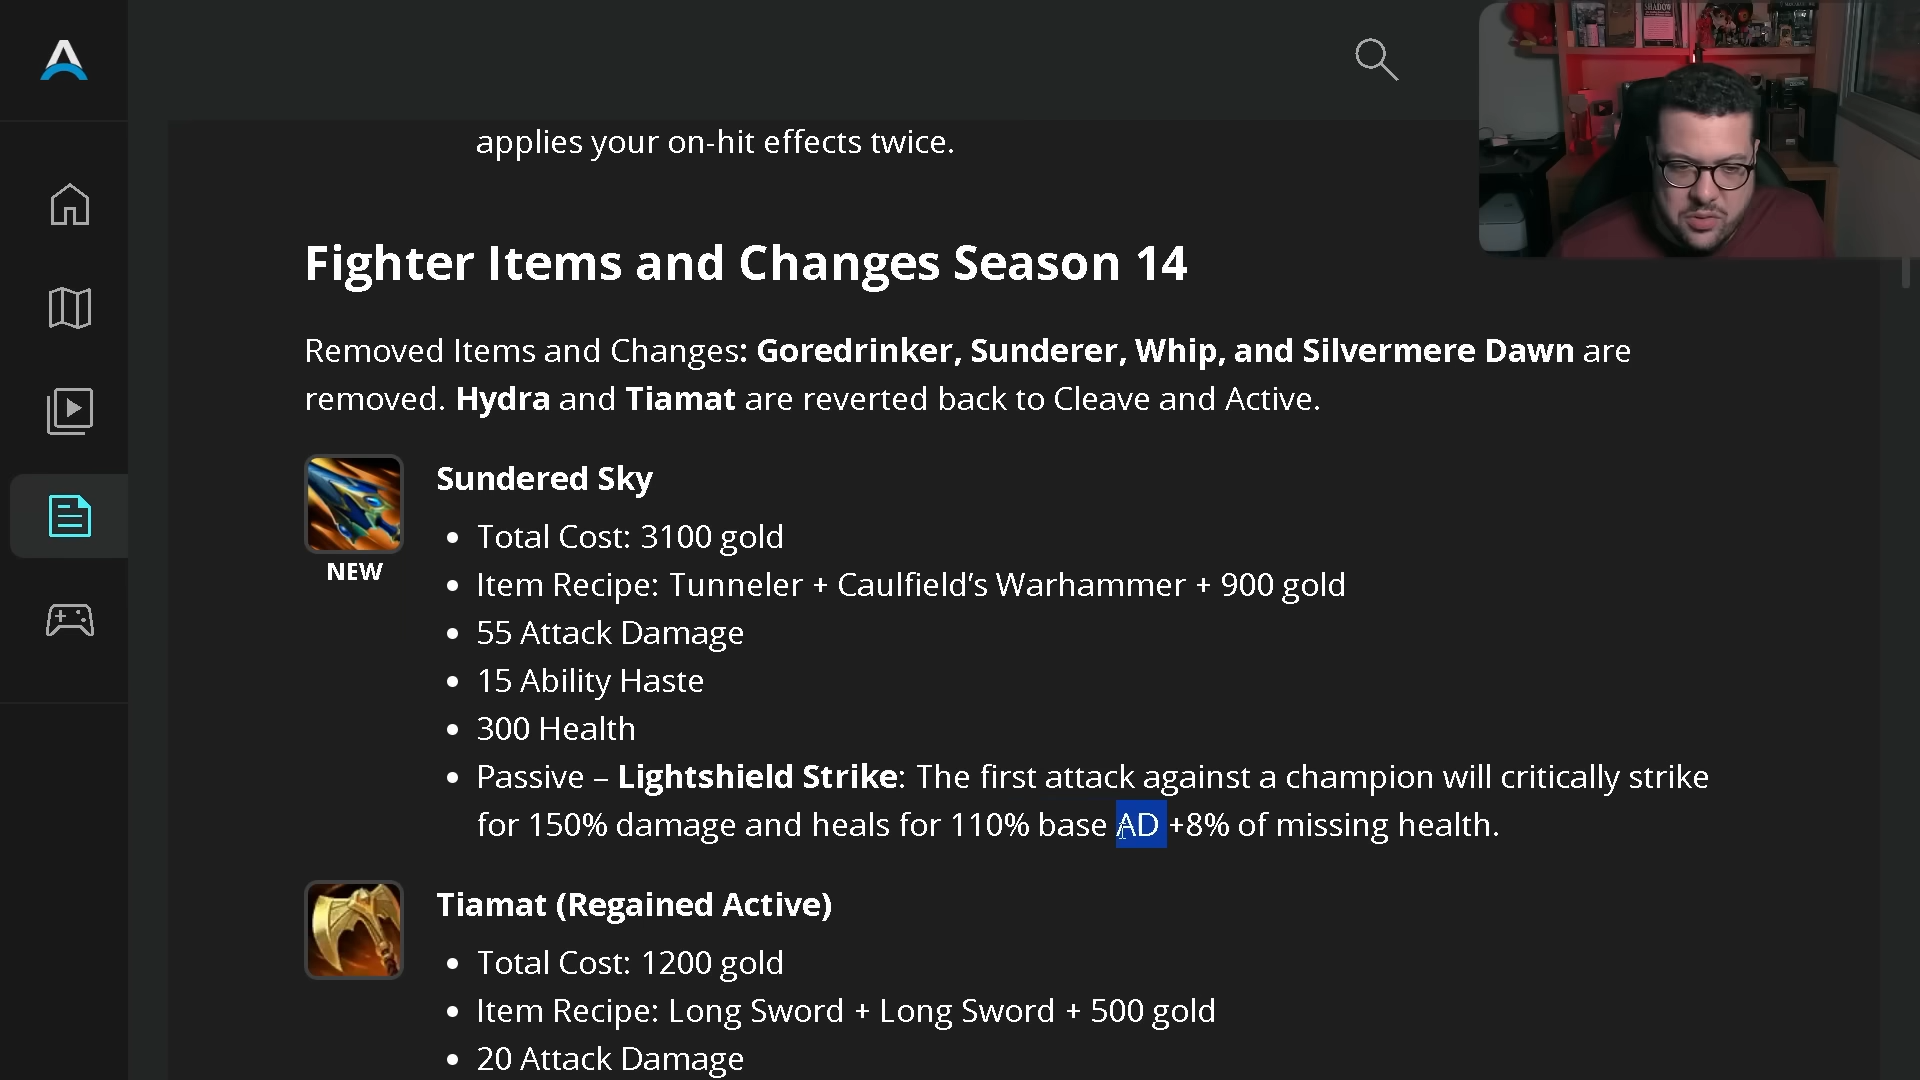 applies your on-hit effects twice.
Fighter Items and Changes Season 14
Removed Items and Changes: Goredrinker, Sunderer, Whip, and Silvermere Dawn are
removed. Hydra and Tiamat are reverted back to Cleave and Active.
NEW
Sundered Sky
• Total Cost: 3100 gold
• Item Recipe: Tunneler + Caulfield’s Warhammer + 900 gold
• 55 Attack Damage
• 15 Ability Haste
• 300 Health
• Passive – Lightshield Strike: The first attack against a champion will critically strike
for 150% damage and heals for 110% base AD +8% of missing health.
Tiamat (Regained Active)
• Total Cost: 1200 gold
• Item Recipe: Long Sword + Long Sword + 500 gold
• 20 Attack Damage